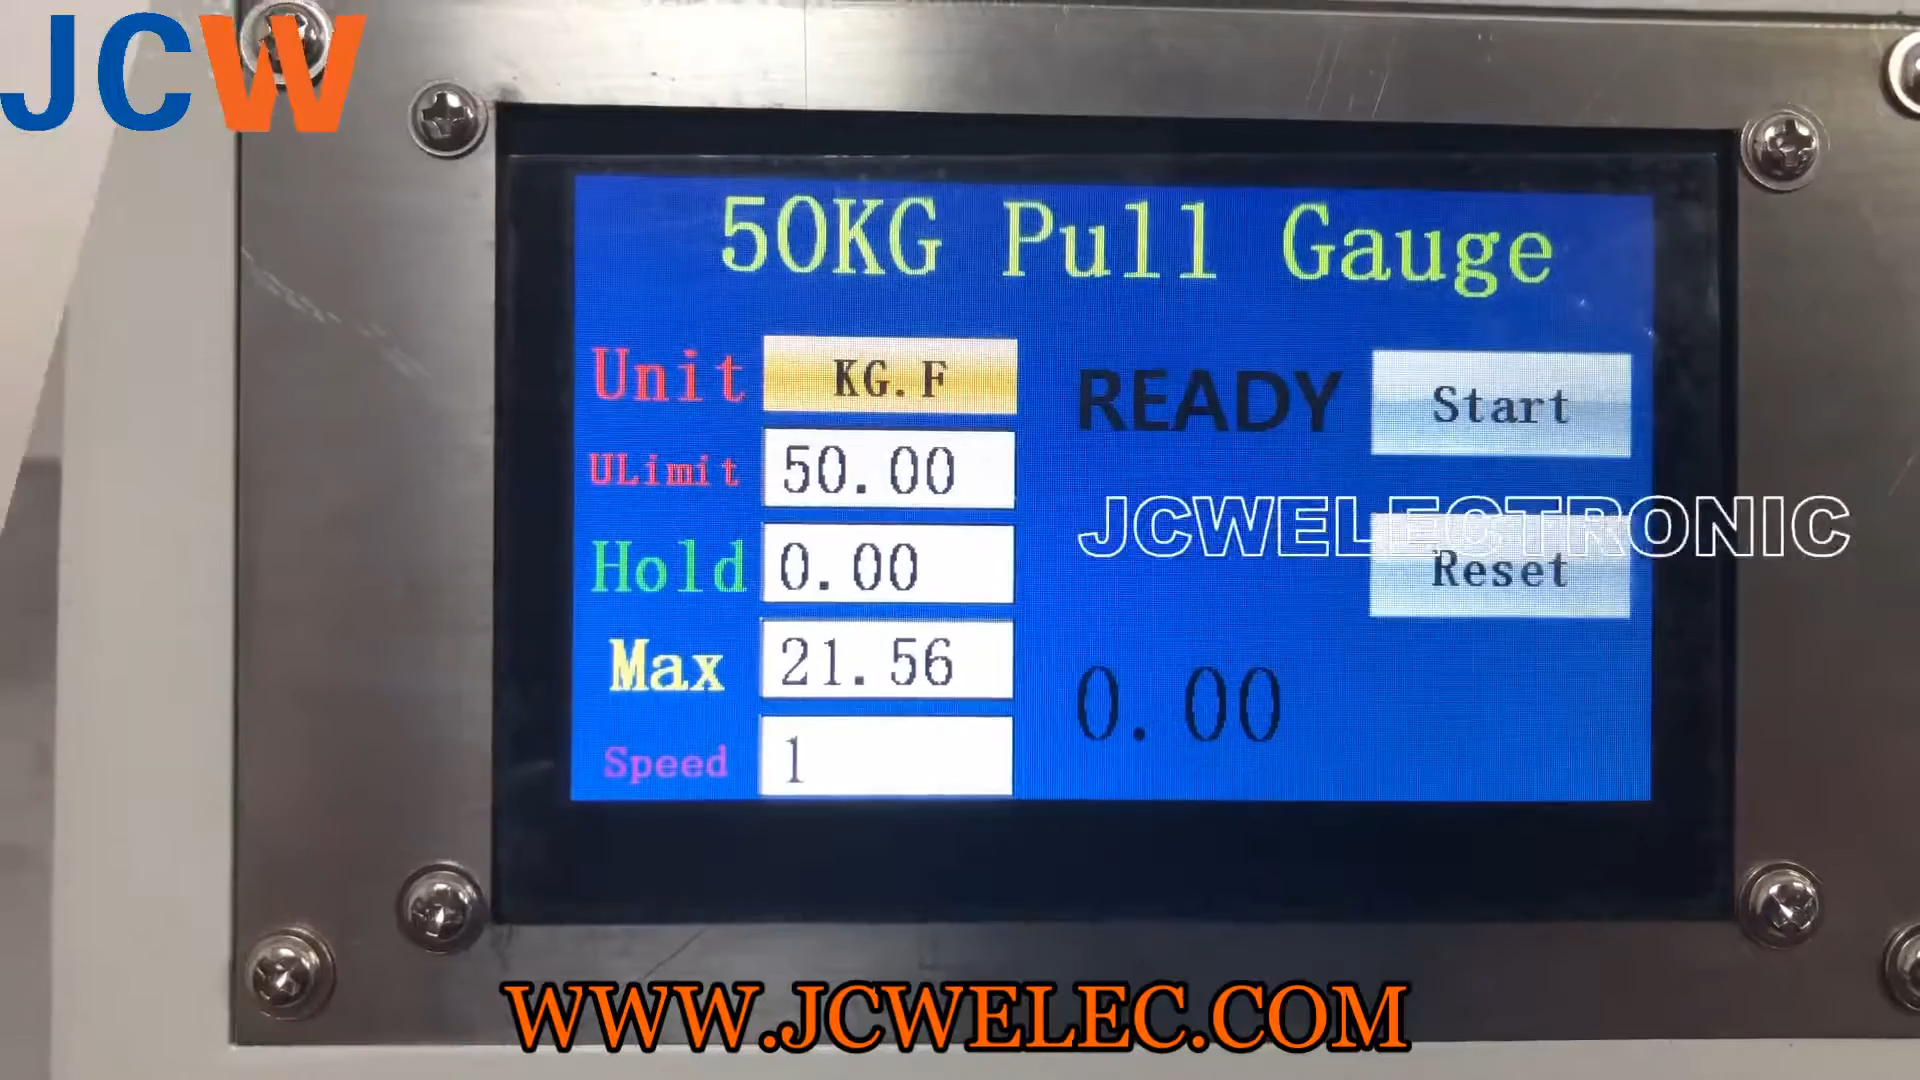 JCW
50KG Pull Gauge
Unit KG.F READY Start
ULimit 50.00
JCWELECTRONIC
Hold 0.00 Reset
Max 21.56
0.00
Speed 1
WWW.JCWELEC.COM